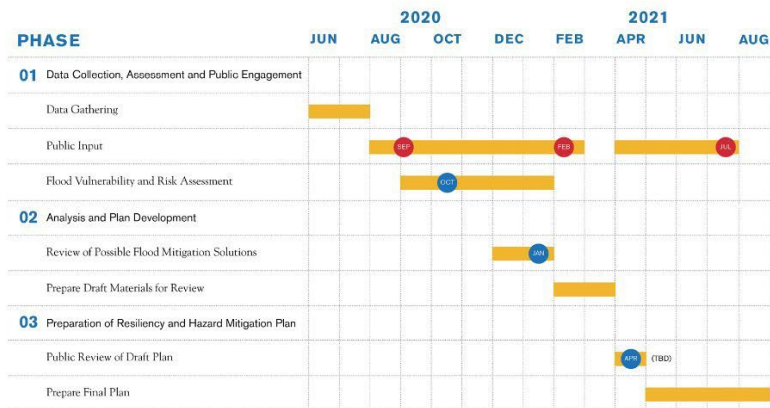 2020 2021
PHASE JUN AUG OCT DEC FEB APR JUN AUG
01 Data Collection, Assessment and Public Engagement
Data Gathering
Public Input SEP FEB JUL
Flood Vulnerability and Risk Assessment OCT
02 Analysis and Plan Development
Review of Possible Flood Mitigation Solutions JAN
Prepare Draft Materials for Review
03 Preparation of Resiliency and Hazard Mitigation Plan
Public Review of Draft Plan APR (TBD)
Prepare Final Plan